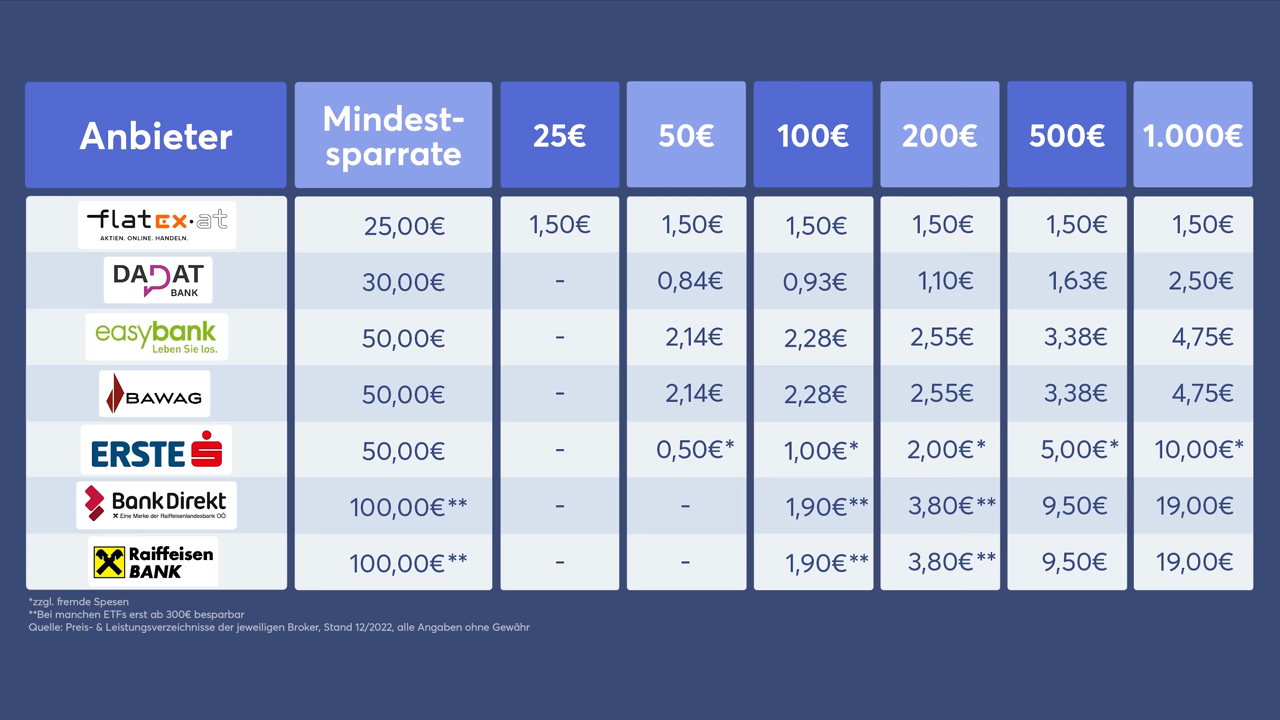 Anbieter Mindest-
sparrate 25€ 50€ 100€ 200€ 500€ 1.000€
flatex.at
AKTIEN. ONLINE. HANDELN.
25,00€ 1,50€ 1,50€ 1,50€ 1,50€ 1,50€ 1,50€
DADAT
BANK
30,00€ - 0,84€ 0,93€ 1,10€ 1,63€ 2,50€
easybank
Leben Sie los.
50,00€ - 2,14€ 2,28€ 2,55€ 3,38€ 4,75€
BAWAG 50,00€ - 2,14€ 2,28€ 2,55€ 3,38€ 4,75€
ERSTE 50,00€ - 0,50€* 1,00€* 2,00€* 5,00€* 10,00€*
BankDirekt
Eine Marke der Raiffeisenlandesbank OÖ
100,00€** - - 1,90€** 3,80€** 9,50€ 19,00€
Raiffeisen
BANK
100,00€** - - 1,90€** 3,80€** 9,50€ 19,00€
*zzgl. fremde Spesen
**Bei manchen ETFs erst ab 300€ besparbar
Quelle: Preis- & Leistungsverzeichnisse der jeweiligen Broker, Stand 12/2022, alle Angaben ohne Gewähr